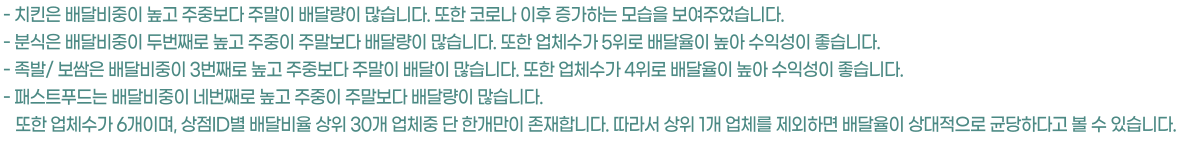 - 치킨은 배달비중이 높고 주중보다 주말이 배달량이 많습니다. 또한 코로나 이후 증가하는 모습을 보여주었습니다.
- 분식은 배달비중이 두번째로 높고 주중이 주말보다 배달량이 많습니다. 또한 업체수가 5위로 배달율이 높아 수익성이 좋습니다.
- 족발/ 보쌈은 배달비중이 3번째로 높고 주중보다 주말이 배달이 많습니다. 또한 업체수가 4위로 배달율이 높아 수익성이 좋습니다.
- 패스트푸드는 배달비중이 네번째로 높고 주중이 주말보다 배달량이 많습니다.
또한 업체수가 6개이며, 상점ID별 배달비율 상위 30개 업체중 단 한개만이 존재합니다. 따라서 상위 1개 업체를 제외하면 배달율이 상대적으로 균당하다고 볼 수 있습니다.